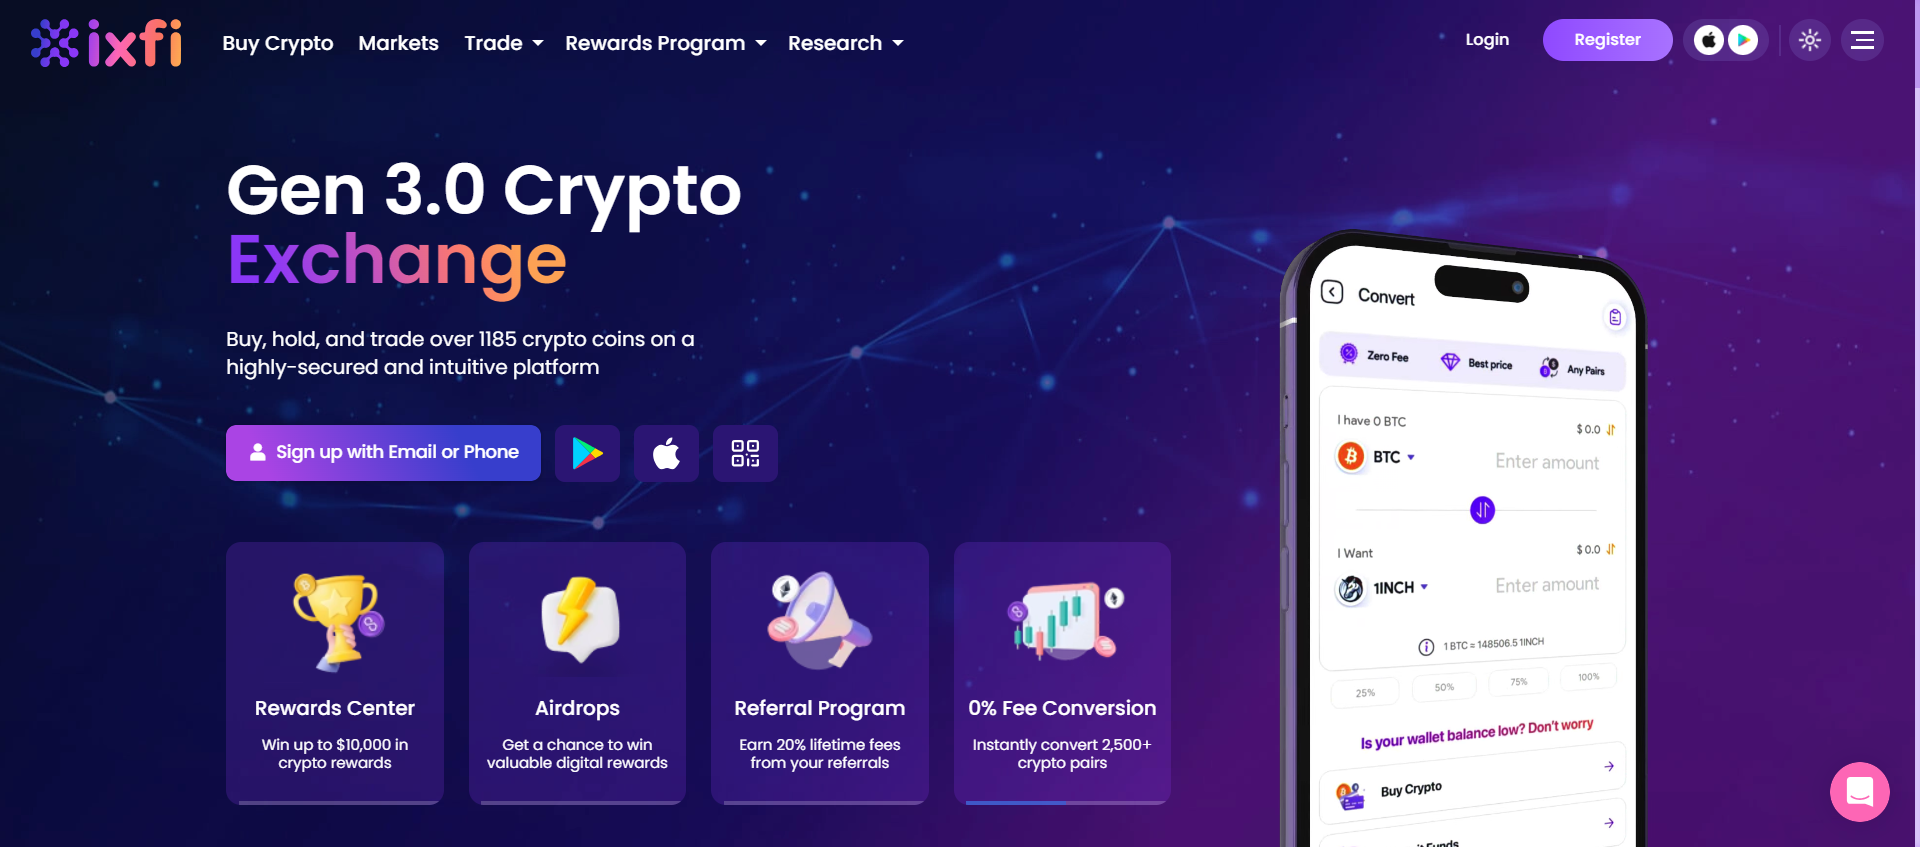 ixfi
Buy Crypto
Markets
Trade
Rewards Program
Research
Login
Register
Gen 3.0 Crypto
Exchange
Buy, hold, and trade over 1185 crypto coins on a
highly-secured and intuitive platform
Sign up with Email or Phone
Rewards Center
Win up to $10,000 in
crypto rewards
Airdrops
Get a chance to win
valuable digital rewards
Referral Program
Earn 20% lifetime fees
from your referrals
0% Fee Conversion
Instantly convert 2,500+
crypto pairs
Convert
Zero Fee
Best price
Any Pairs
I have 0 BTC
$ 0.0
BTC
Enter amount
I Want
$ 0.0
1INCH
Enter amount
1 BTC = 148506.5 1INCH
25%
50%
75%
100%
Is your wallet balance low? Don't worry
Buy Crypto
Funds